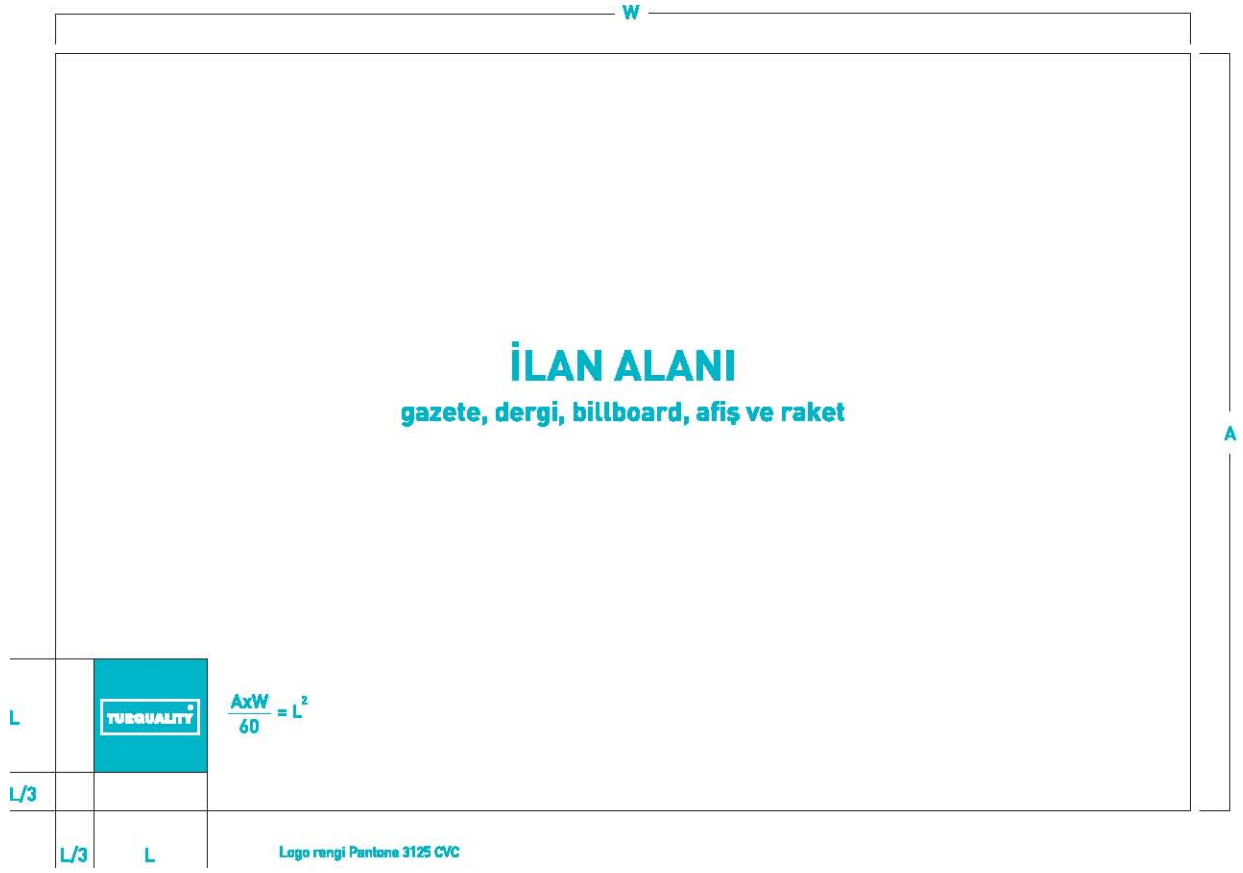 W
İLAN ALANI
gazete, dergi, billboard, afiş ve raket
A
L
TURQUALITY
AxW
60
= L²
L/3
L/3
L
Logo rengi Pantone 3125 CVC